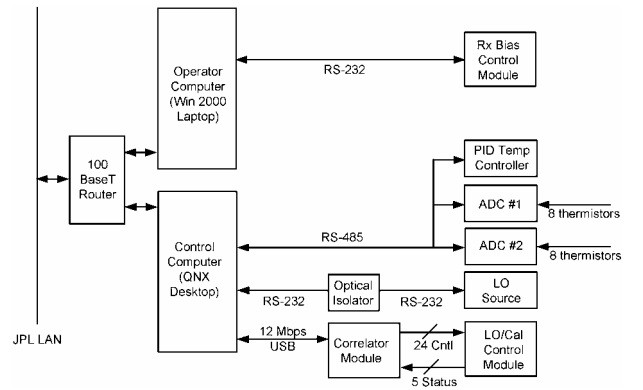 Operator
Computer
(Win 2000
Laptop)
RS-232
Rx Bias
Control
Module
100
BaseT
Router
PID Temp
Controller
ADC #1
8 thermistors
Control
Computer
(QNX
Desktop)
RS-485
ADC #2
8 thermistors
RS-232
Optical
Isolator
RS-232
LO
Source
12 Mbps
USB
Correlator
Module
24 Cntl
5 Status
LO/Cal
Control
Module
JPL LAN